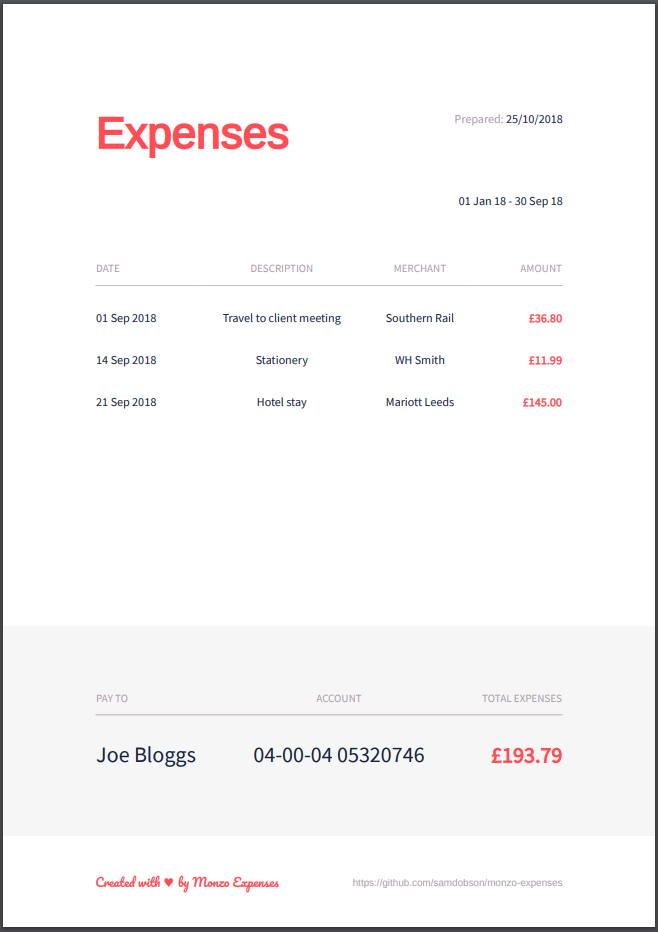 Expenses
Prepared: 25/10/2018
01 Jan 18 - 30 Sep 18
DATE DESCRIPTION MERCHANT AMOUNT
01 Sep 2018 Travel to client meeting Southern Rail £36.80
14 Sep 2018 Stationery WH Smith £11.99
21 Sep 2018 Hotel stay Mariott Leeds £145.00
PAY TO ACCOUNT TOTAL EXPENSES
Joe Bloggs 04-00-04 05320746 £193.79
Created with ♥ by Monzo Expenses https://github.com/samdobson/monzo-expenses